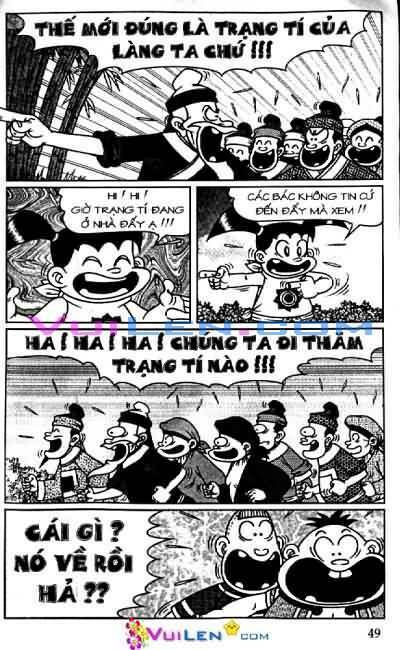 THẾ MỚI ĐÚNG LÀ TRẠNG TÍ CỦA
LÀNG TA CHỨ !!!
HI ! HI !
GIỜ TRẠNG TÍ ĐANG
Ở NHÀ ĐẤY Ạ !!!
CÁC BÁC KHÔNG TIN CỨ
ĐẾN ĐẤY MÀ XEM !!
VUILEN.COM
HA ! HA ! HA ! CHÚNG TA ĐI THĂM
TRẠNG TÍ NÀO !!!
CÁI GÌ ?
NÓ VỀ RỒI
HẢ ??
49
VUILEN.COM